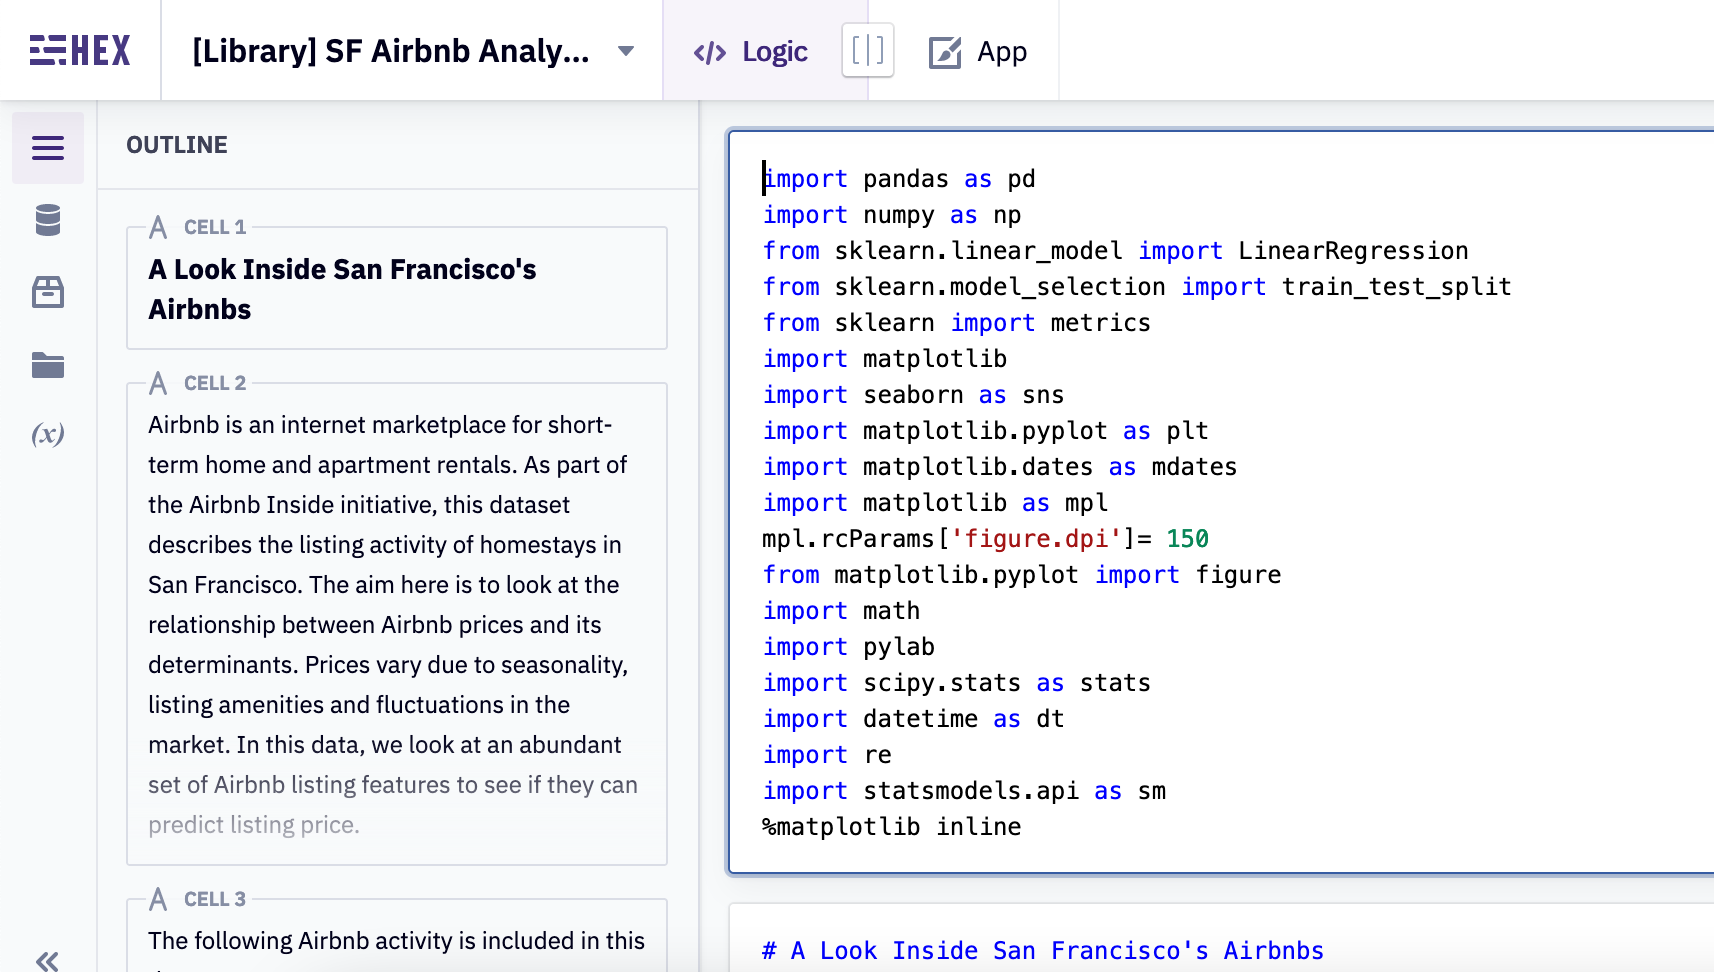 HEX
[Library] SF Airbnb Analy...
</> Logic
[|]
App
OUTLINE
A CELL 1
A Look Inside San Francisco's
Airbnbs
A CELL 2
Airbnb is an internet marketplace for short-
term home and apartment rentals. As part of
the Airbnb Inside initiative, this dataset
describes the listing activity of homestays in
San Francisco. The aim here is to look at the
relationship between Airbnb prices and its
determinants. Prices vary due to seasonality,
listing amenities and fluctuations in the
market. In this data, we look at an abundant
set of Airbnb listing features to see if they can
predict listing price.
A CELL 3
The following Airbnb activity is included in this
(x)
import pandas as pd
import numpy as np
from sklearn.linear_model import LinearRegression
from sklearn.model_selection import train_test_split
from sklearn import metrics
import matplotlib
import seaborn as sns
import matplotlib.pyplot as plt
import matplotlib.dates as mdates
import matplotlib as mpl
mpl.rcParams['figure.dpi']= 150
from matplotlib.pyplot import figure
import math
import pylab
import scipy.stats as stats
import datetime as dt
import re
import statsmodels.api as sm
%matplotlib inline
# A Look Inside San Francisco's Airbnbs